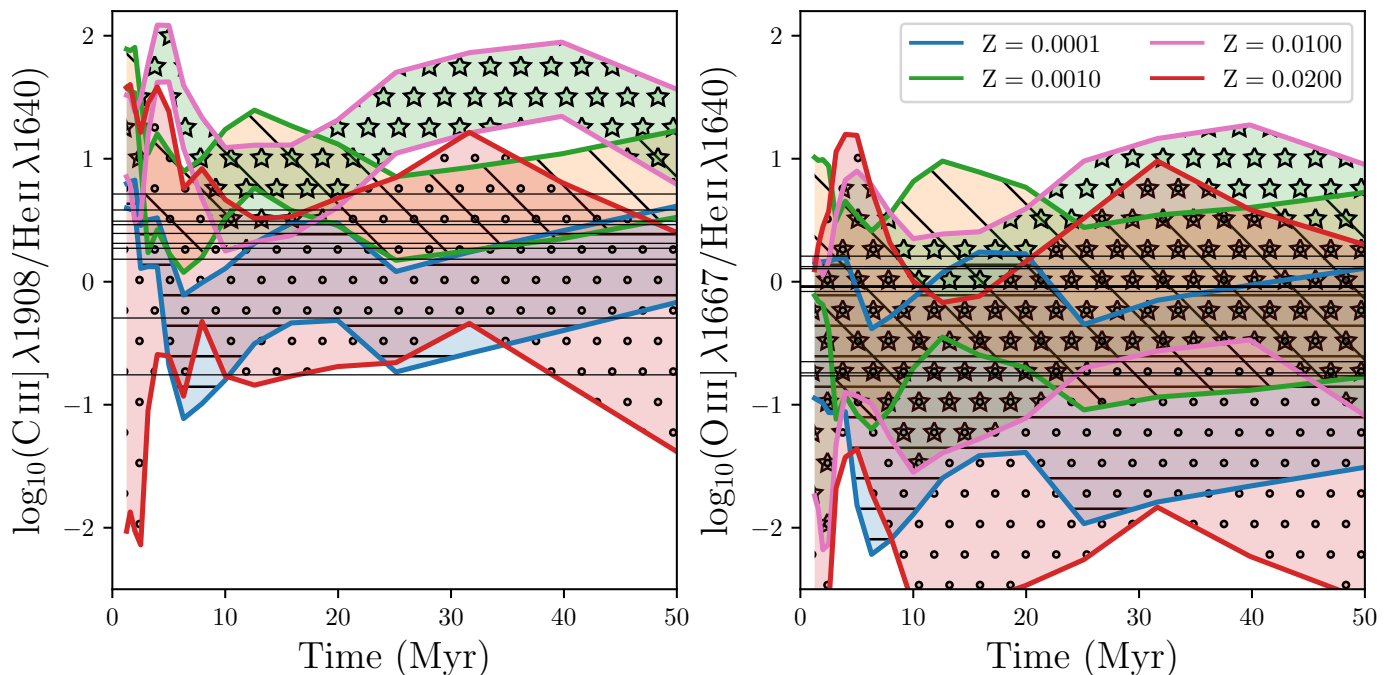 log₁₀(C III] λ1908/He II λ1640)
2
1
0
−1
−2
0 10 20 30 40 50
Time (Myr)
log₁₀(O III] λ1667/He II λ1640)
Z = 0.0001 Z = 0.0100
Z = 0.0010 Z = 0.0200
2
1
0
−1
−2
0 10 20 30 40 50
Time (Myr)